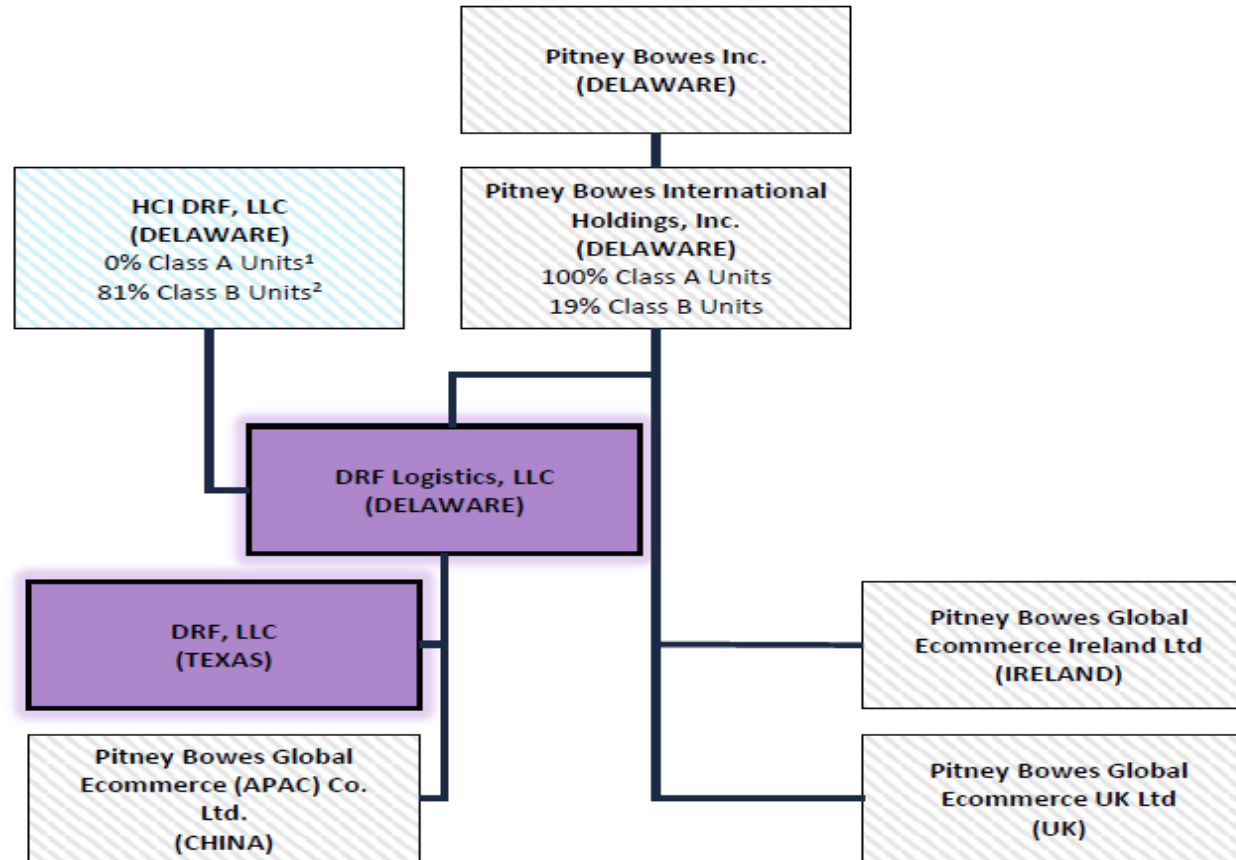 Pitney Bowes Inc.
(DELAWARE)
HCI DRF, LLC
(DELAWARE)
0% Class A Units¹
81% Class B Units²
Pitney Bowes International
Holdings, Inc.
(DELAWARE)
100% Class A Units
19% Class B Units
DRF Logistics, LLC
(DELAWARE)
DRF, LLC
(TEXAS)
Pitney Bowes Global
Ecommerce Ireland Ltd
(IRELAND)
Pitney Bowes Global
Ecommerce (APAC) Co.
Ltd.
(CHINA)
Pitney Bowes Global
Ecommerce UK Ltd
(UK)